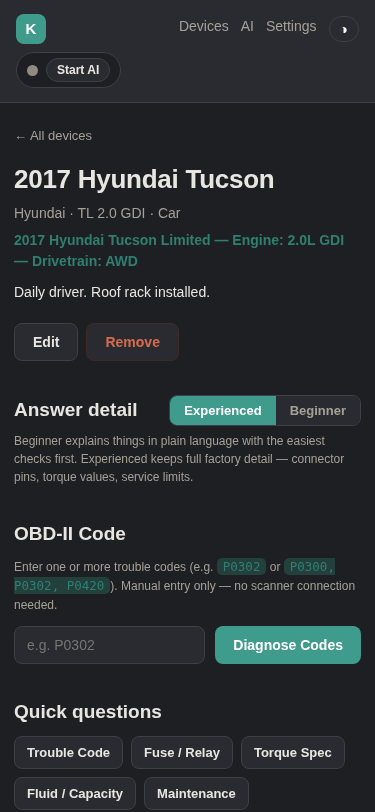 K
Devices AI Settings
Start AI
← All devices
2017 Hyundai Tucson
Hyundai · TL 2.0 GDI · Car
2017 Hyundai Tucson Limited — Engine: 2.0L GDI
— Drivetrain: AWD
Daily driver. Roof rack installed.
Edit Remove
Answer detail Experienced Beginner
Beginner explains things in plain language with the easiest
checks first. Experienced keeps full factory detail — connector
pins, torque values, service limits.
OBD-II Code
Enter one or more trouble codes (e.g. P0302 or P0300,
P0302, P0420). Manual entry only — no scanner connection
needed.
e.g. P0302 Diagnose Codes
Quick questions
Trouble Code Fuse / Relay Torque Spec
Fluid / Capacity Maintenance